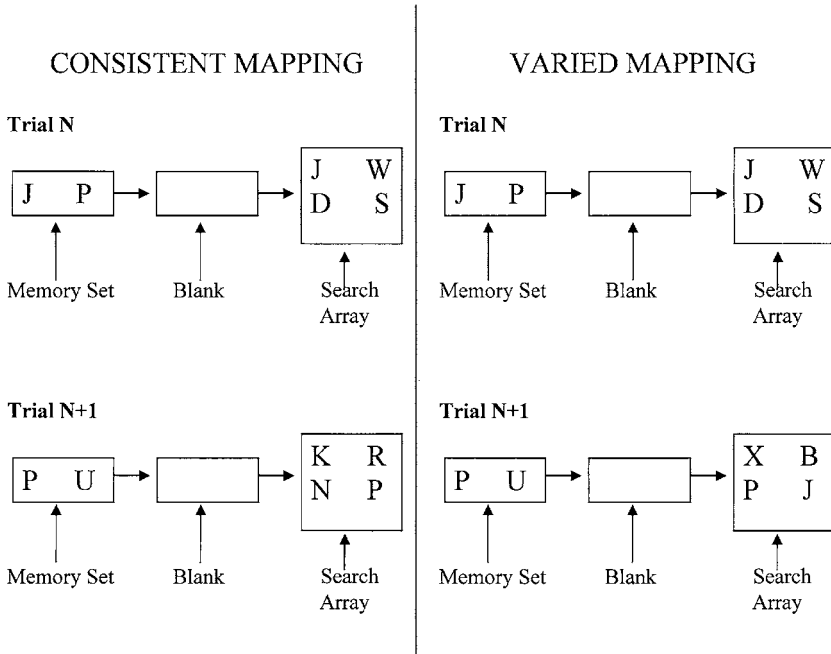 CONSISTENT MAPPING
Trial N
J P
J W
D S
Memory Set
Blank
Search
Array
Trial N+1
P U
K R
N P
Memory Set
Blank
Search
Array
VARIED MAPPING
Trial N
J P
J W
D S
Memory Set
Blank
Search
Array
Trial N+1
P U
X B
P J
Memory Set
Blank
Search
Array